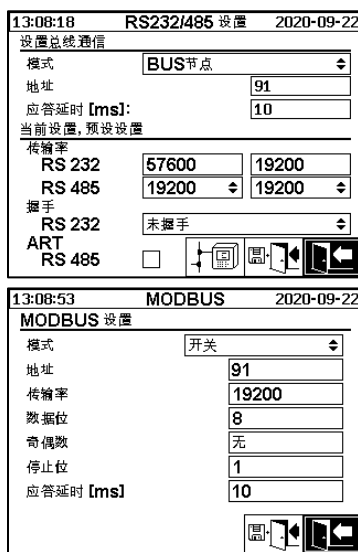 13:08:18 RS232/485 设置 2020-09-22
设置总线通信
模式 BUS节点
地址 91
应答延时 [ms]: 10
当前设置, 预设设置
传输率
RS 232 57600 19200
RS 485 19200 19200
握手
RS 232 未握手
ART
RS 485
13:08:53 MODBUS 2020-09-22
MODBUS 设置
模式 开关
地址 91
传输率 19200
数据位 8
奇偶数 无
停止位 1
应答延时 [ms] 10